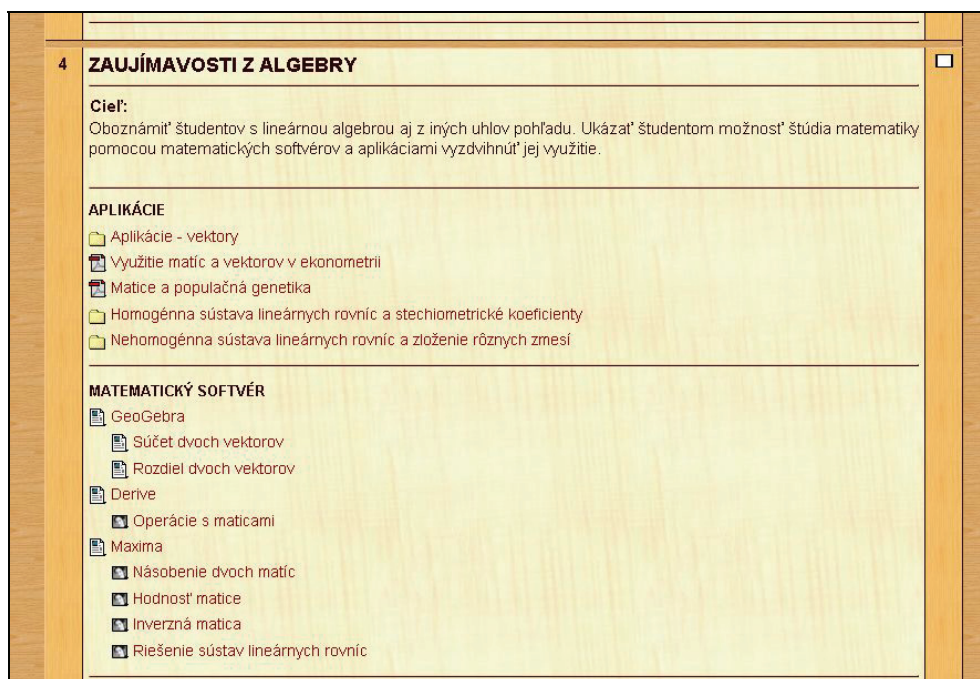 4 ZAUJÍMAVOSTI Z ALGEBRY
Cieľ:
Oboznámiť študentov s lineárnou algebrou aj z iných uhlov pohľadu. Ukázať študentom možnosť štúdia matematiky
pomocou matematických softvérov a aplikáciami vyzdvihnúť jej využitie.
APLIKÁCIE
Aplikácie - vektory
Využitie matíc a vektorov v ekonometrii
Matice a populačná genetika
Homogénna sústava lineárnych rovníc a stechiometrické koeficienty
Nehomogénna sústava lineárnych rovníc a zloženie rôznych zmesí
MATEMATICKÝ SOFTVÉR
GeoGebra
Súčet dvoch vektorov
Rozdiel dvoch vektorov
Derive
Operácie s maticami
Maxima
Násobenie dvoch matíc
Hodnosť matice
Inverzná matica
Riešenie sústav lineárnych rovníc